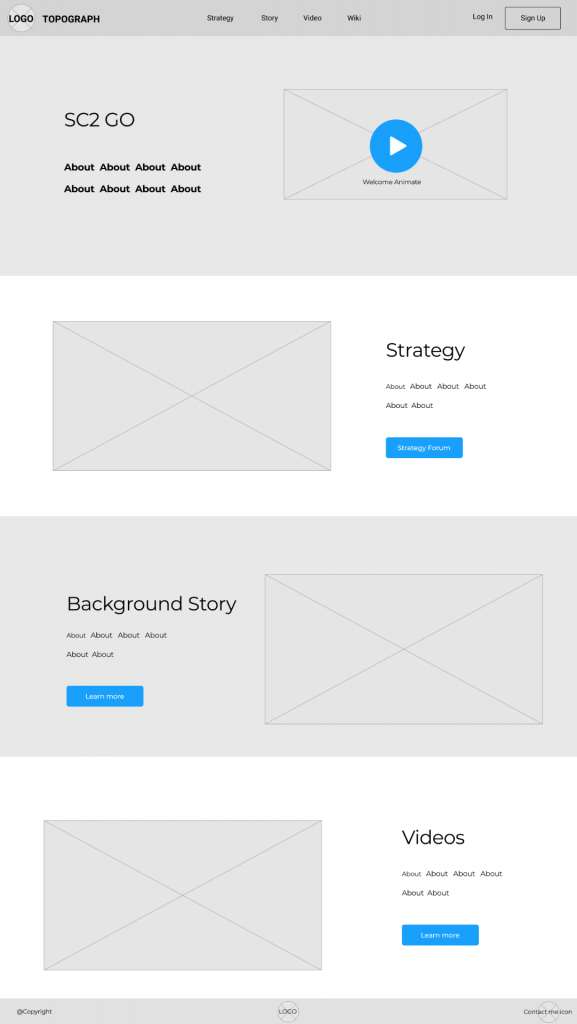 LOGO TOPOGRAPH Strategy Story Video Wiki Log In Sign Up
SC2 GO
About About About About
About About About About
Welcome Animate
Strategy
About About About About
About About
Strategy Forum
Background Story
About About About About
About About
Learn more
Videos
About About About About
About About
Learn more
@Copyright LOGO Contact me icon